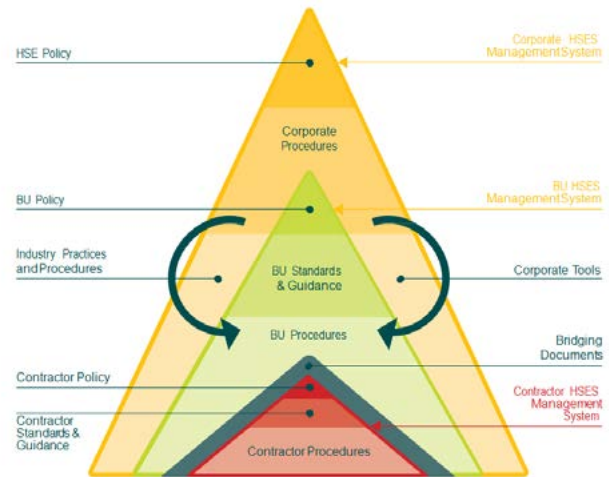 HSE Policy
Corporate HSES
Management System
Corporate
Procedures
BU Policy
BU HSES
Management System
Industry Practices
and Procedures
BU Standards
& Guidance
Corporate Tools
BU Procedures
Bridging
Documents
Contractor Policy
Contractor HSES
Management
System
Contractor
Standards &
Guidance
Contractor Procedures